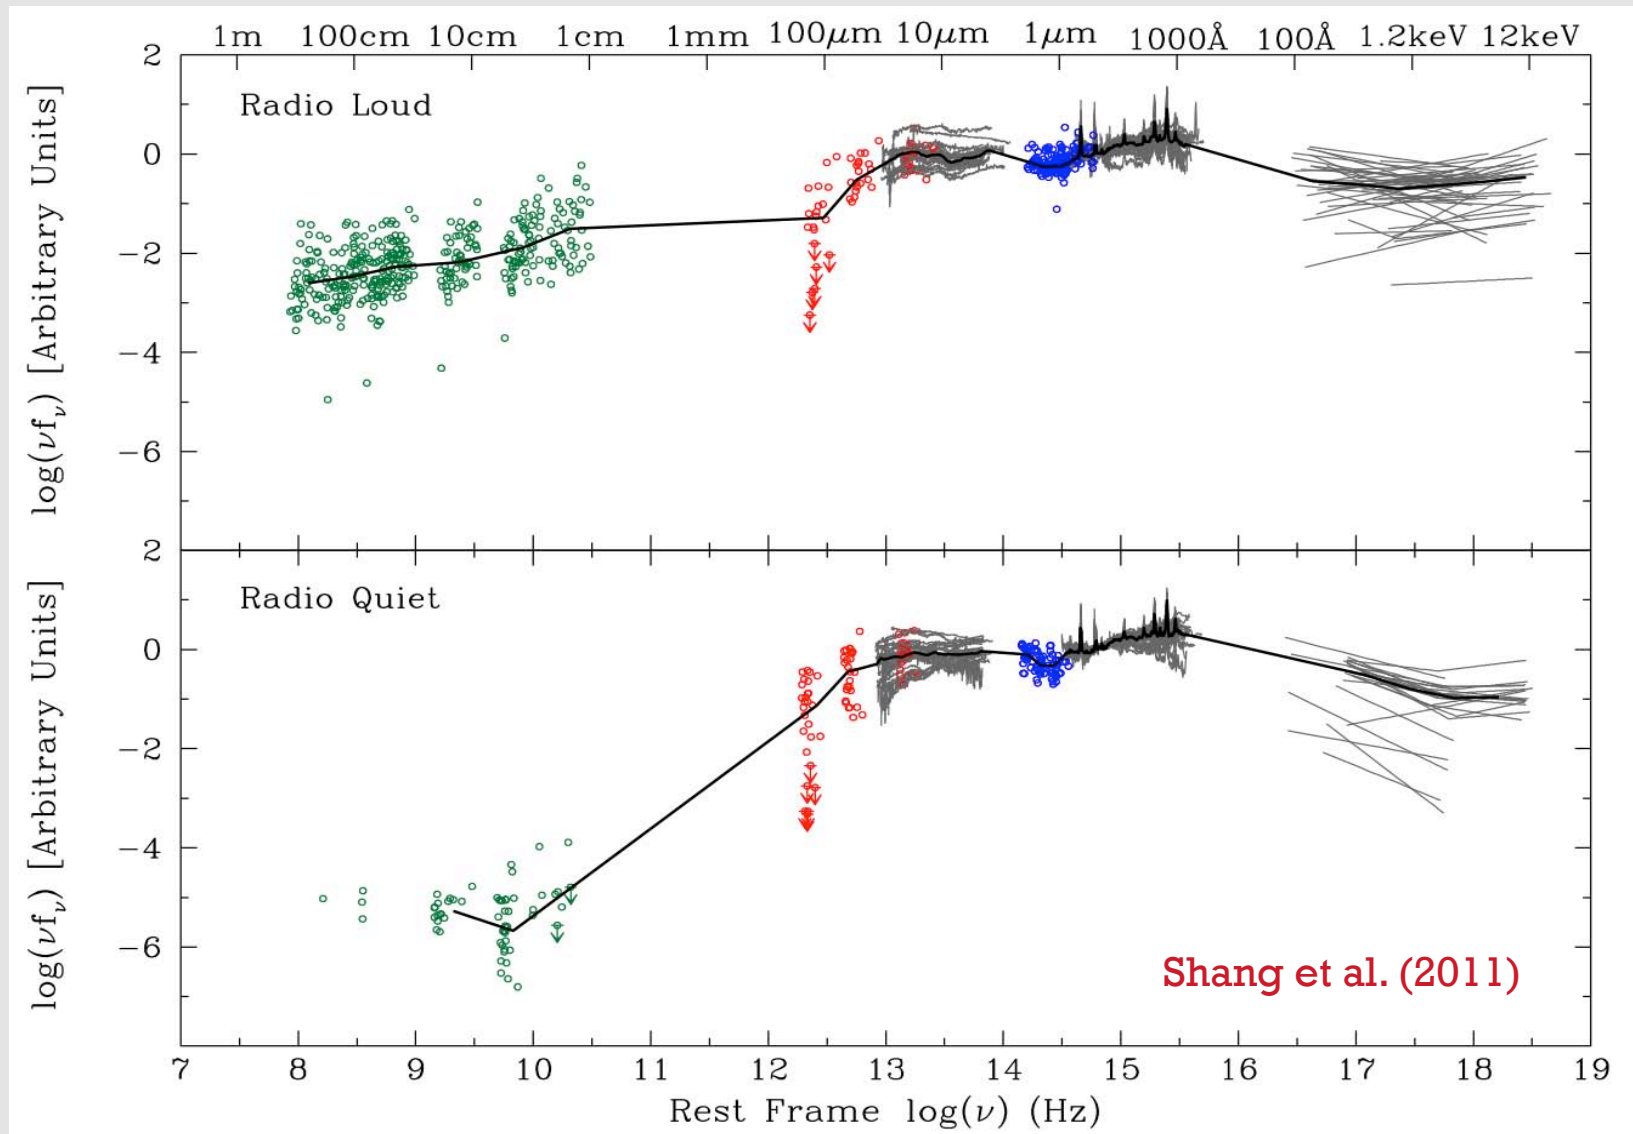 1m 100cm 10cm 1cm 1mm 100μm 10μm 1μm 1000Å 100Å 1.2keV 12keV
2
Radio Loud
0
−2
−4
−6
log(νfν) [Arbitrary Units]
2
Radio Quiet
0
−2
−4
−6
log(νfν) [Arbitrary Units]
Shang et al. (2011)
7 8 9 10 11 12 13 14 15 16 17 18 19
Rest Frame log(ν) (Hz)